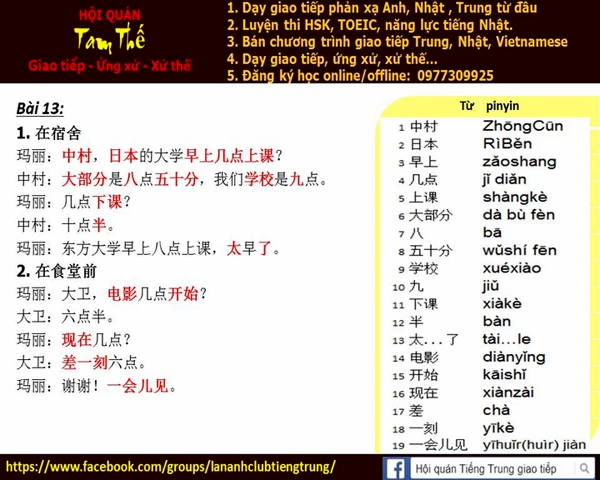 HỘI QUÁN
Tam Thế
Giao tiếp - Ứng xử - Xử thế
1. Dạy giao tiếp phản xạ Anh, Nhật , Trung từ đầu
2. Luyện thi HSK, TOEIC, năng lực tiếng Nhật.
3. Bán chương trình giao tiếp Trung, Nhật, Vietnamese
4. Dạy giao tiếp, ứng xử, xử thế...
5. Đăng ký học online/offline: 0977309925
Bài 13:
1. 在宿舍
玛丽：中村，日本的大学早上几点上课？
中村：大部分是八点五十分，我们学校是九点。
玛丽：几点下课？
中村：十点半。
玛丽：东方大学早上八点上课，太早了。
2. 在食堂前
玛丽：大卫，电影几点开始？
大卫：六点半。
玛丽：现在几点？
大卫：差一刻六点。
玛丽：谢谢！一会儿见。
Từ pinyin
1 中村 ZhōngCūn
2 日本 RìBěn
3 早上 zǎoshang
4 几点 jǐ diǎn
5 上课 shàngkè
6 大部分 dà bù fèn
7 八 bā
8 五十分 wǔshí fēn
9 学校 xuéxiào
10 九 jiǔ
11 下课 xiàkè
12 半 bàn
13 太...了 tài...le
14 电影 diànyǐng
15 开始 kāishǐ
16 现在 xiànzài
17 差 chà
18 一刻 yīkè
19 一会儿见 yīhuǐr(huìr) jiàn
https://www.facebook.com/groups/lananhclubtiengtrung/
f Hội quán Tiếng Trung giao tiếp